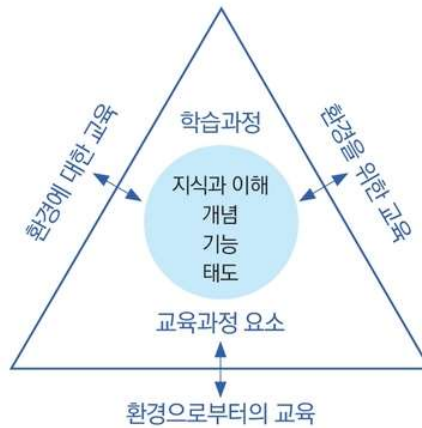 학습과정
환경에 대한 교육
환경을 위한 교육
지식과 이해
개념
기능
태도
교육과정 요소
환경으로부터의 교육